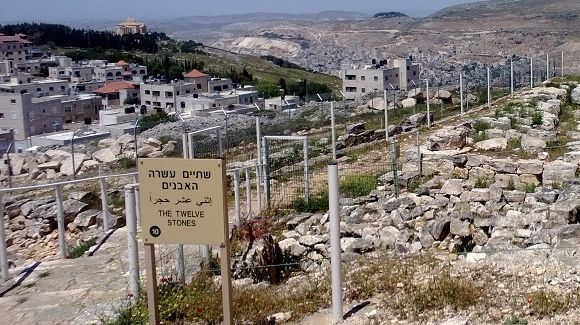 שתיים עשרה
האבנים
إثني عشر حجراً
THE TWELVE
STONES
10